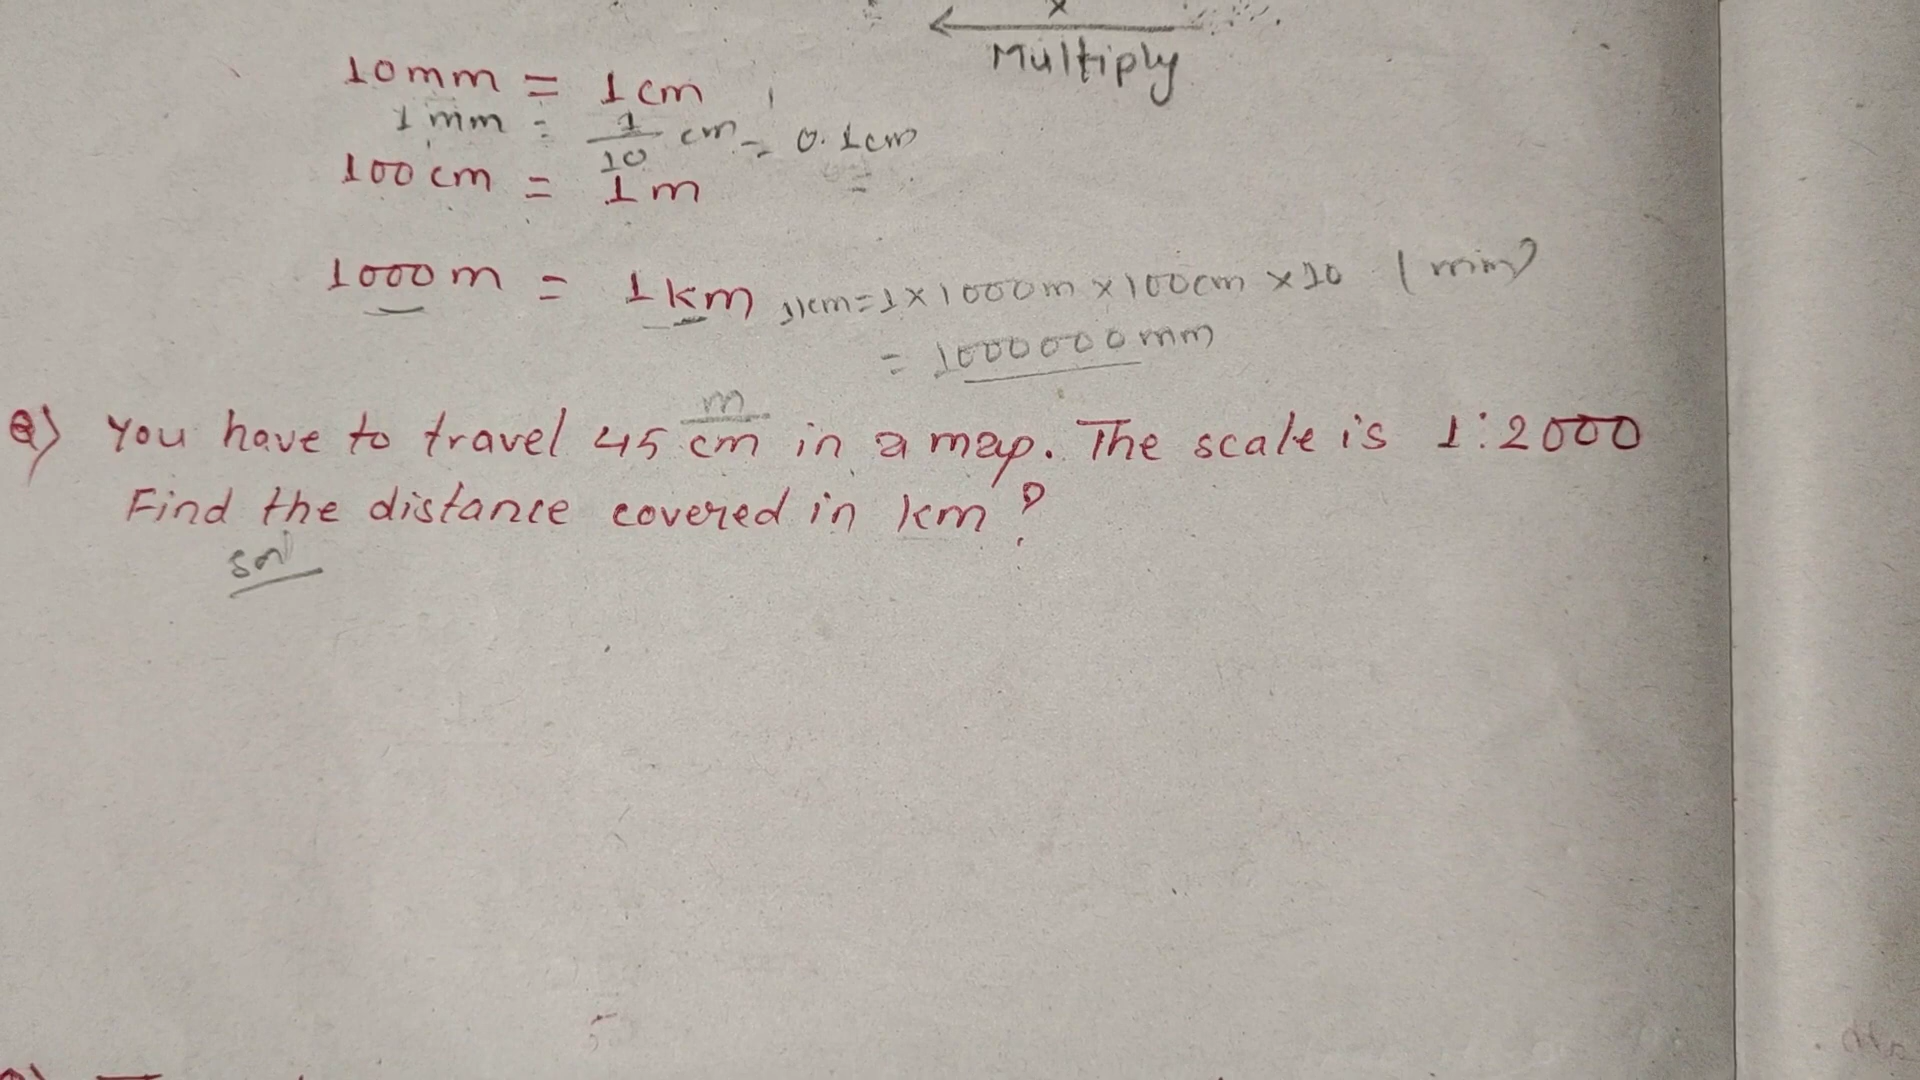 x
Multiply
10mm = 1cm
1mm = 1/10 cm = 0.1cm
100cm = 1m
1000m = 1km 1km=1×1000m×100cm×10 (mm)
= 1000000mm
m
Q) You have to travel 45 cm in a map. The scale is 1:2000
Find the distance covered in km?
Sol